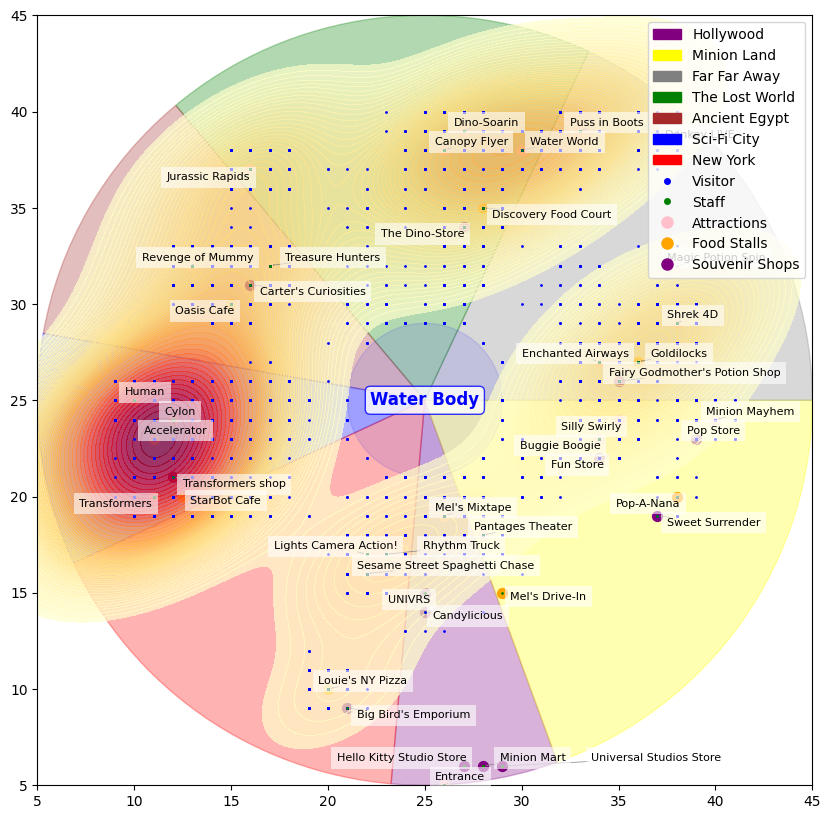 45
40
35
30
25
20
15
10
5
5
10
15
20
25
30
35
40
45
Hollywood
Minion Land
Far Far Away
The Lost World
Ancient Egypt
Sci-Fi City
New York
Visitor
Staff
Attractions
Food Stalls
Souvenir Shops
Dino-Soarin
Puss in Boots
Canopy Flyer
Water World
Jurassic Rapids
Discovery Food Court
The Dino-Store
Revenge of Mummy
Treasure Hunters
Magic Potion Spin
Carter's Curiosities
Oasis Cafe
Shrek 4D
Enchanted Airways
Goldilocks
Fairy Godmother's Potion Shop
Human
Water Body
Cylon
Minion Mayhem
Accelerator
Silly Swirly
Pop Store
Buggie Boogie
Fun Store
Transformers shop
Transformers
StarBot Cafe
Mel's Mixtape
Pop-A-Nana
Pantages Theater
Sweet Surrender
Lights Camera Action!
Rhythm Truck
Sesame Street Spaghetti Chase
UNIVRS
Mel's Drive-In
Candylicious
Louie's NY Pizza
Big Bird's Emporium
Hello Kitty Studio Store
Minion Mart
Universal Studios Store
Entrance